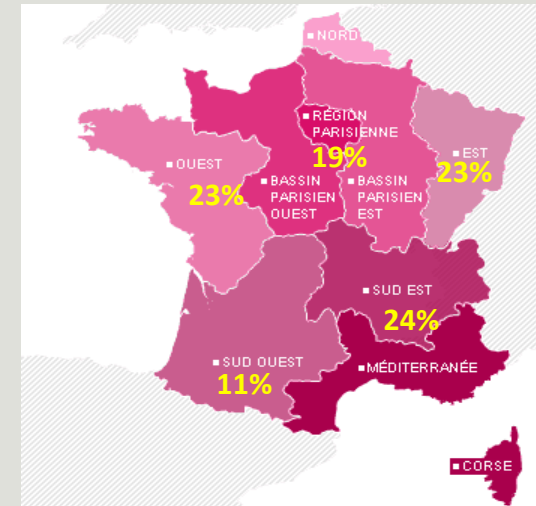 NORD
RÉGION
PARISIENNE
19%
OUEST
23%
EST
23%
BASSIN
PARISIEN
OUEST
BASSIN
PARISIEN
EST
SUD EST
24%
SUD OUEST
11%
MÉDITERRANÉE
CORSE